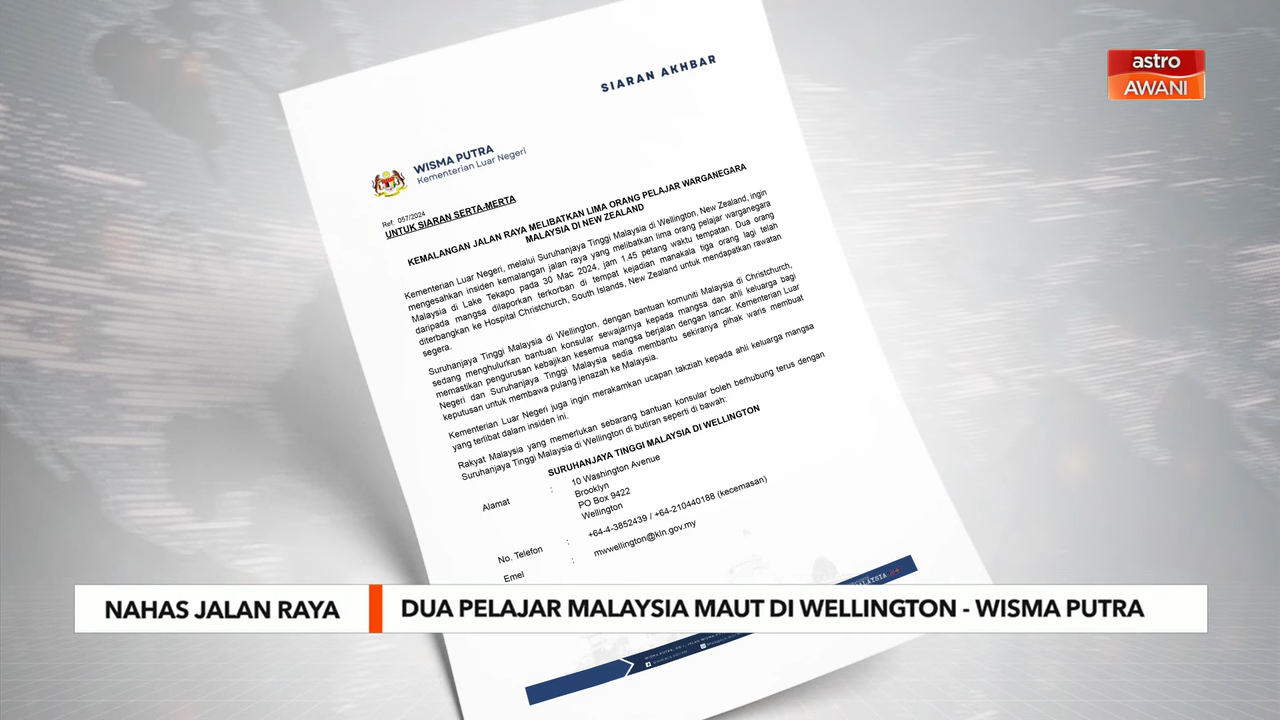 astro
AWANI
SIARAN AKHBAR
WISMA PUTRA
Kementerian Luar Negeri
Ref: 057/2024
UNTUK SIARAN SERTA-MERTA
KEMALANGAN JALAN RAYA MELIBATKAN LIMA ORANG PELAJAR WARGANEGARA
MALAYSIA DI NEW ZEALAND
Kementerian Luar Negeri, melalui Suruhanjaya Tinggi Malaysia di Wellington, New Zealand, ingin
mengesahkan insiden kemalangan jalan raya yang melibatkan lima orang pelajar warganegara
Malaysia di Lake Tekapo pada 30 Mac 2024, jam 1.45 petang waktu tempatan. Dua orang
daripada mangsa dilaporkan terkorban di tempat kejadian manakala tiga orang lagi telah
diterbangkan ke Hospital Christchurch, South Islands, New Zealand untuk mendapatkan rawatan
segera.
Suruhanjaya Tinggi Malaysia di Wellington, dengan bantuan komuniti Malaysia di Christchurch,
sedang menghulurkan bantuan konsular sewajarnya kepada mangsa dan ahli keluarga bagi
memastikan pengurusan kebajikan kesemua mangsa berjalan dengan lancar. Kementerian Luar
Negeri dan Suruhanjaya Tinggi Malaysia sedia membantu sekiranya pihak waris membuat
keputusan untuk membawa pulang jenazah ke Malaysia.
Kementerian Luar Negeri juga ingin merakamkan ucapan takziah kepada ahli keluarga mangsa
yang terlibat dalam insiden ini.
Rakyat Malaysia yang memerlukan sebarang bantuan konsular boleh berhubung terus dengan
Suruhanjaya Tinggi Malaysia di Wellington di butiran seperti di bawah:
SURUHANJAYA TINGGI MALAYSIA DI WELLINGTON
Alamat : 10 Washington Avenue
Brooklyn
PO Box 9422
Wellington
No. Telefon : +64-4-3852439 / +64-210440188 (kecemasan)
Emel : mwwellington@kln.gov.my
NAHAS JALAN RAYA
DUA PELAJAR MALAYSIA MAUT DI WELLINGTON - WISMA PUTRA